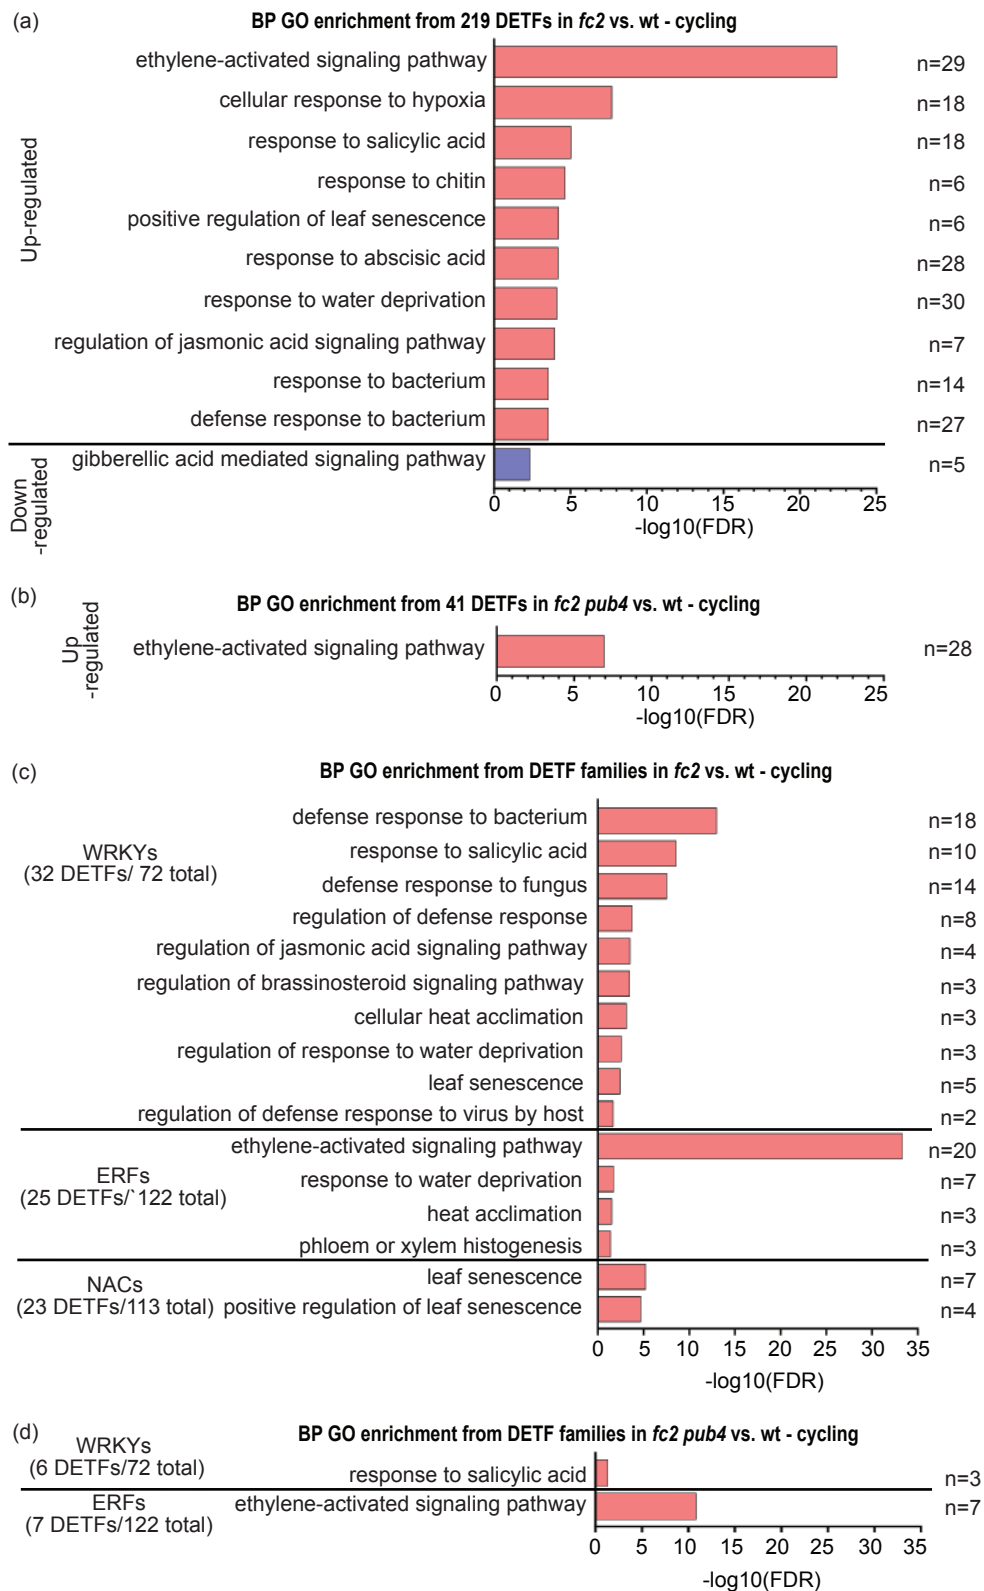 (a)
BP GO enrichment from 219 DETFs in fc2 vs. wt - cycling
Up-regulated
ethylene-activated signaling pathway n=29
cellular response to hypoxia n=18
response to salicylic acid n=18
response to chitin n=6
positive regulation of leaf senescence n=6
response to abscisic acid n=28
response to water deprivation n=30
regulation of jasmonic acid signaling pathway n=7
response to bacterium n=14
defense response to bacterium n=27
Down
-regulated
gibberellic acid mediated signaling pathway n=5
0 5 10 15 20 25
-log10(FDR)
(b)
BP GO enrichment from 41 DETFs in fc2 pub4 vs. wt - cycling
Up
-regulated
ethylene-activated signaling pathway n=28
0 5 10 15 20 25
-log10(FDR)
(c)
BP GO enrichment from DETF families in fc2 vs. wt - cycling
WRKYs
(32 DETFs/ 72 total)
defense response to bacterium n=18
response to salicylic acid n=10
defense response to fungus n=14
regulation of defense response n=8
regulation of jasmonic acid signaling pathway n=4
regulation of brassinosteroid signaling pathway n=3
cellular heat acclimation n=3
regulation of response to water deprivation n=3
leaf senescence n=5
regulation of defense response to virus by host n=2
ERFs
(25 DETFs/`122 total)
ethylene-activated signaling pathway n=20
response to water deprivation n=7
heat acclimation n=3
phloem or xylem histogenesis n=3
NACs
(23 DETFs/113 total)
leaf senescence n=7
positive regulation of leaf senescence n=4
0 5 10 15 20 25 30 35
-log10(FDR)
(d)
BP GO enrichment from DETF families in fc2 pub4 vs. wt - cycling
WRKYs
(6 DETFs/72 total)
response to salicylic acid n=3
ERFs
(7 DETFs/122 total)
ethylene-activated signaling pathway n=7
0 5 10 15 20 25 30 35
-log10(FDR)